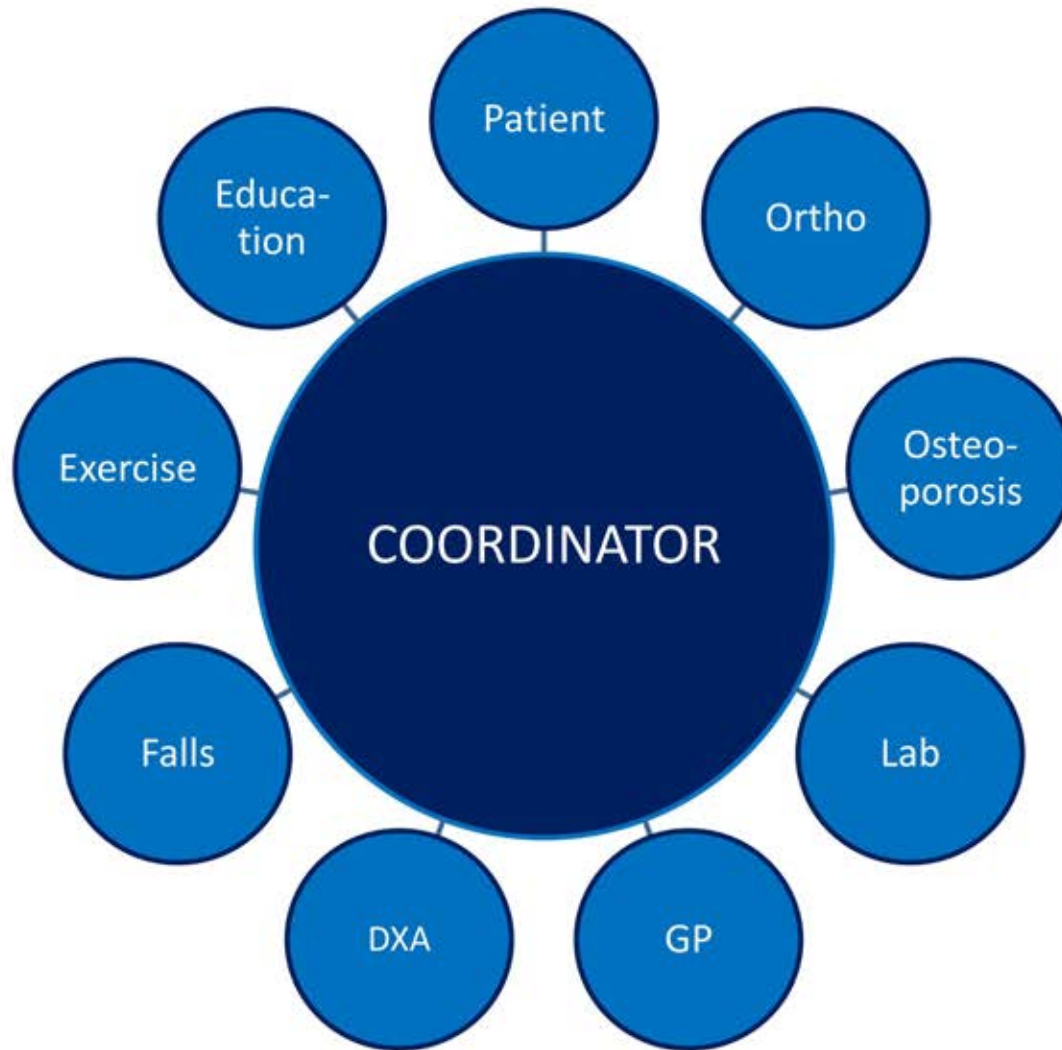 Patient
Ortho
Osteo-
porosis
Lab
GP
DXA
Falls
Exercise
Educa-
tion
COORDINATOR